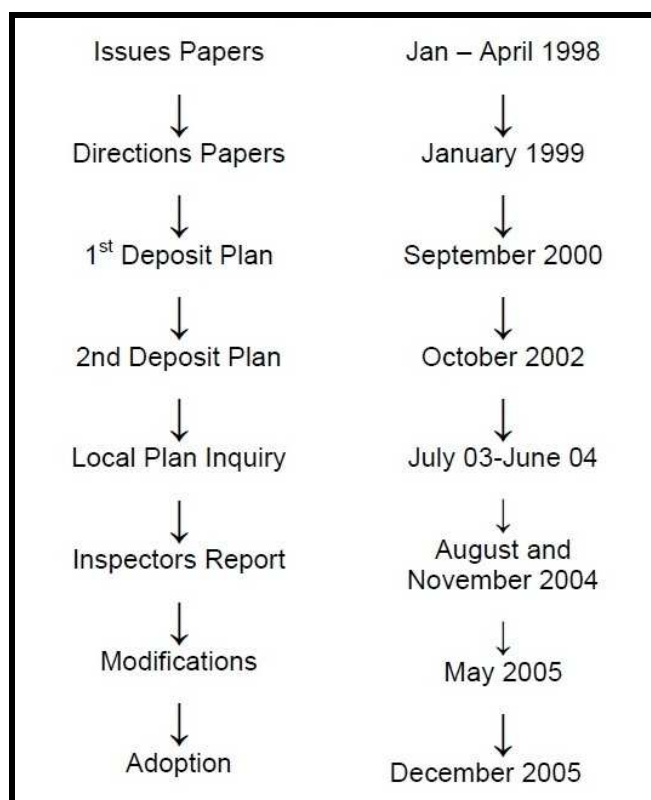 Issues Papers Jan – April 1998
Directions Papers January 1999
1st Deposit Plan September 2000
2nd Deposit Plan October 2002
Local Plan Inquiry July 03-June 04
Inspectors Report August and
November 2004
Modifications May 2005
Adoption December 2005